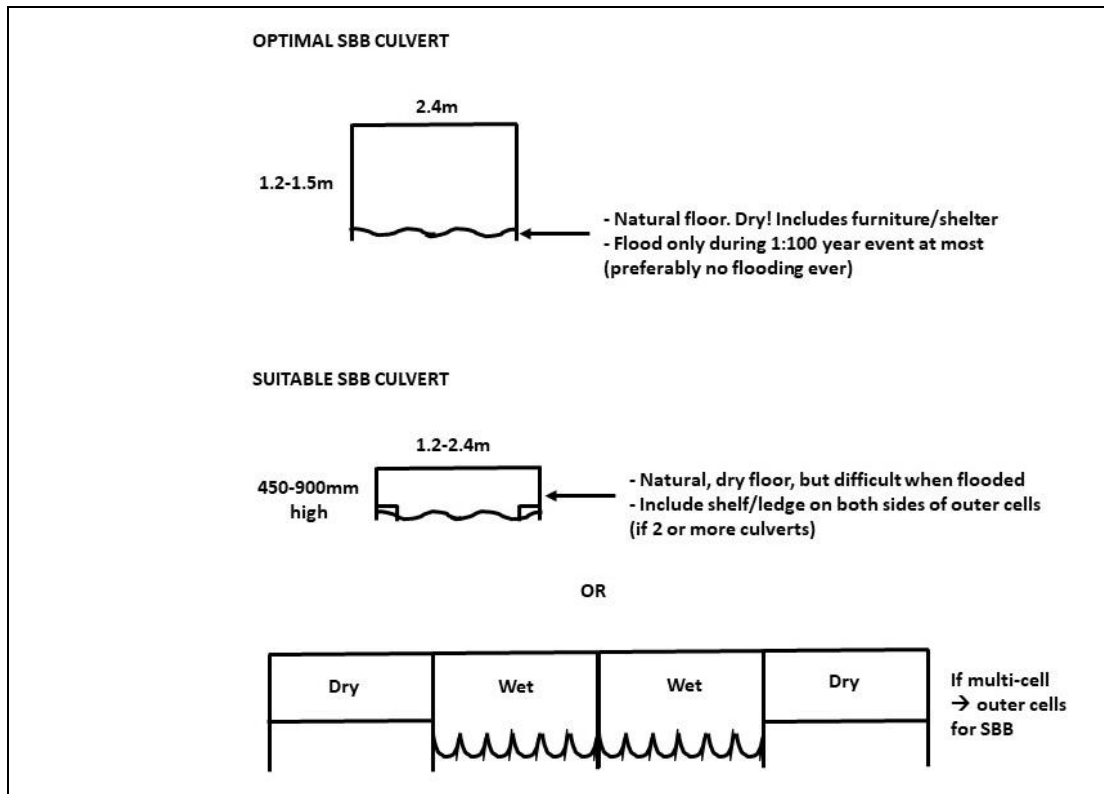 OPTIMAL SBB CULVERT
2.4m
1.2-1.5m
- Natural floor. Dry! Includes furniture/shelter
- Flood only during 1:100 year event at most
(preferably no flooding ever)
SUITABLE SBB CULVERT
1.2-2.4m
450-900mm
high
- Natural, dry floor, but difficult when flooded
- Include shelf/ledge on both sides of outer cells
(if 2 or more culverts)
OR
Dry
Wet
Wet
Dry
If multi-cell
→ outer cells
for SBB